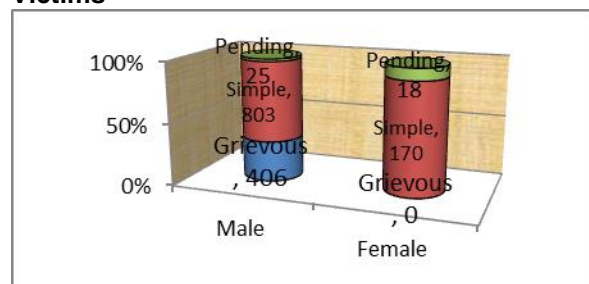 Victims
100%
50%
0%
Pending,
25
Simple,
803
Grievous
, 406
Male
Pending,
18
Simple,
170
Grievous
, 0
Female